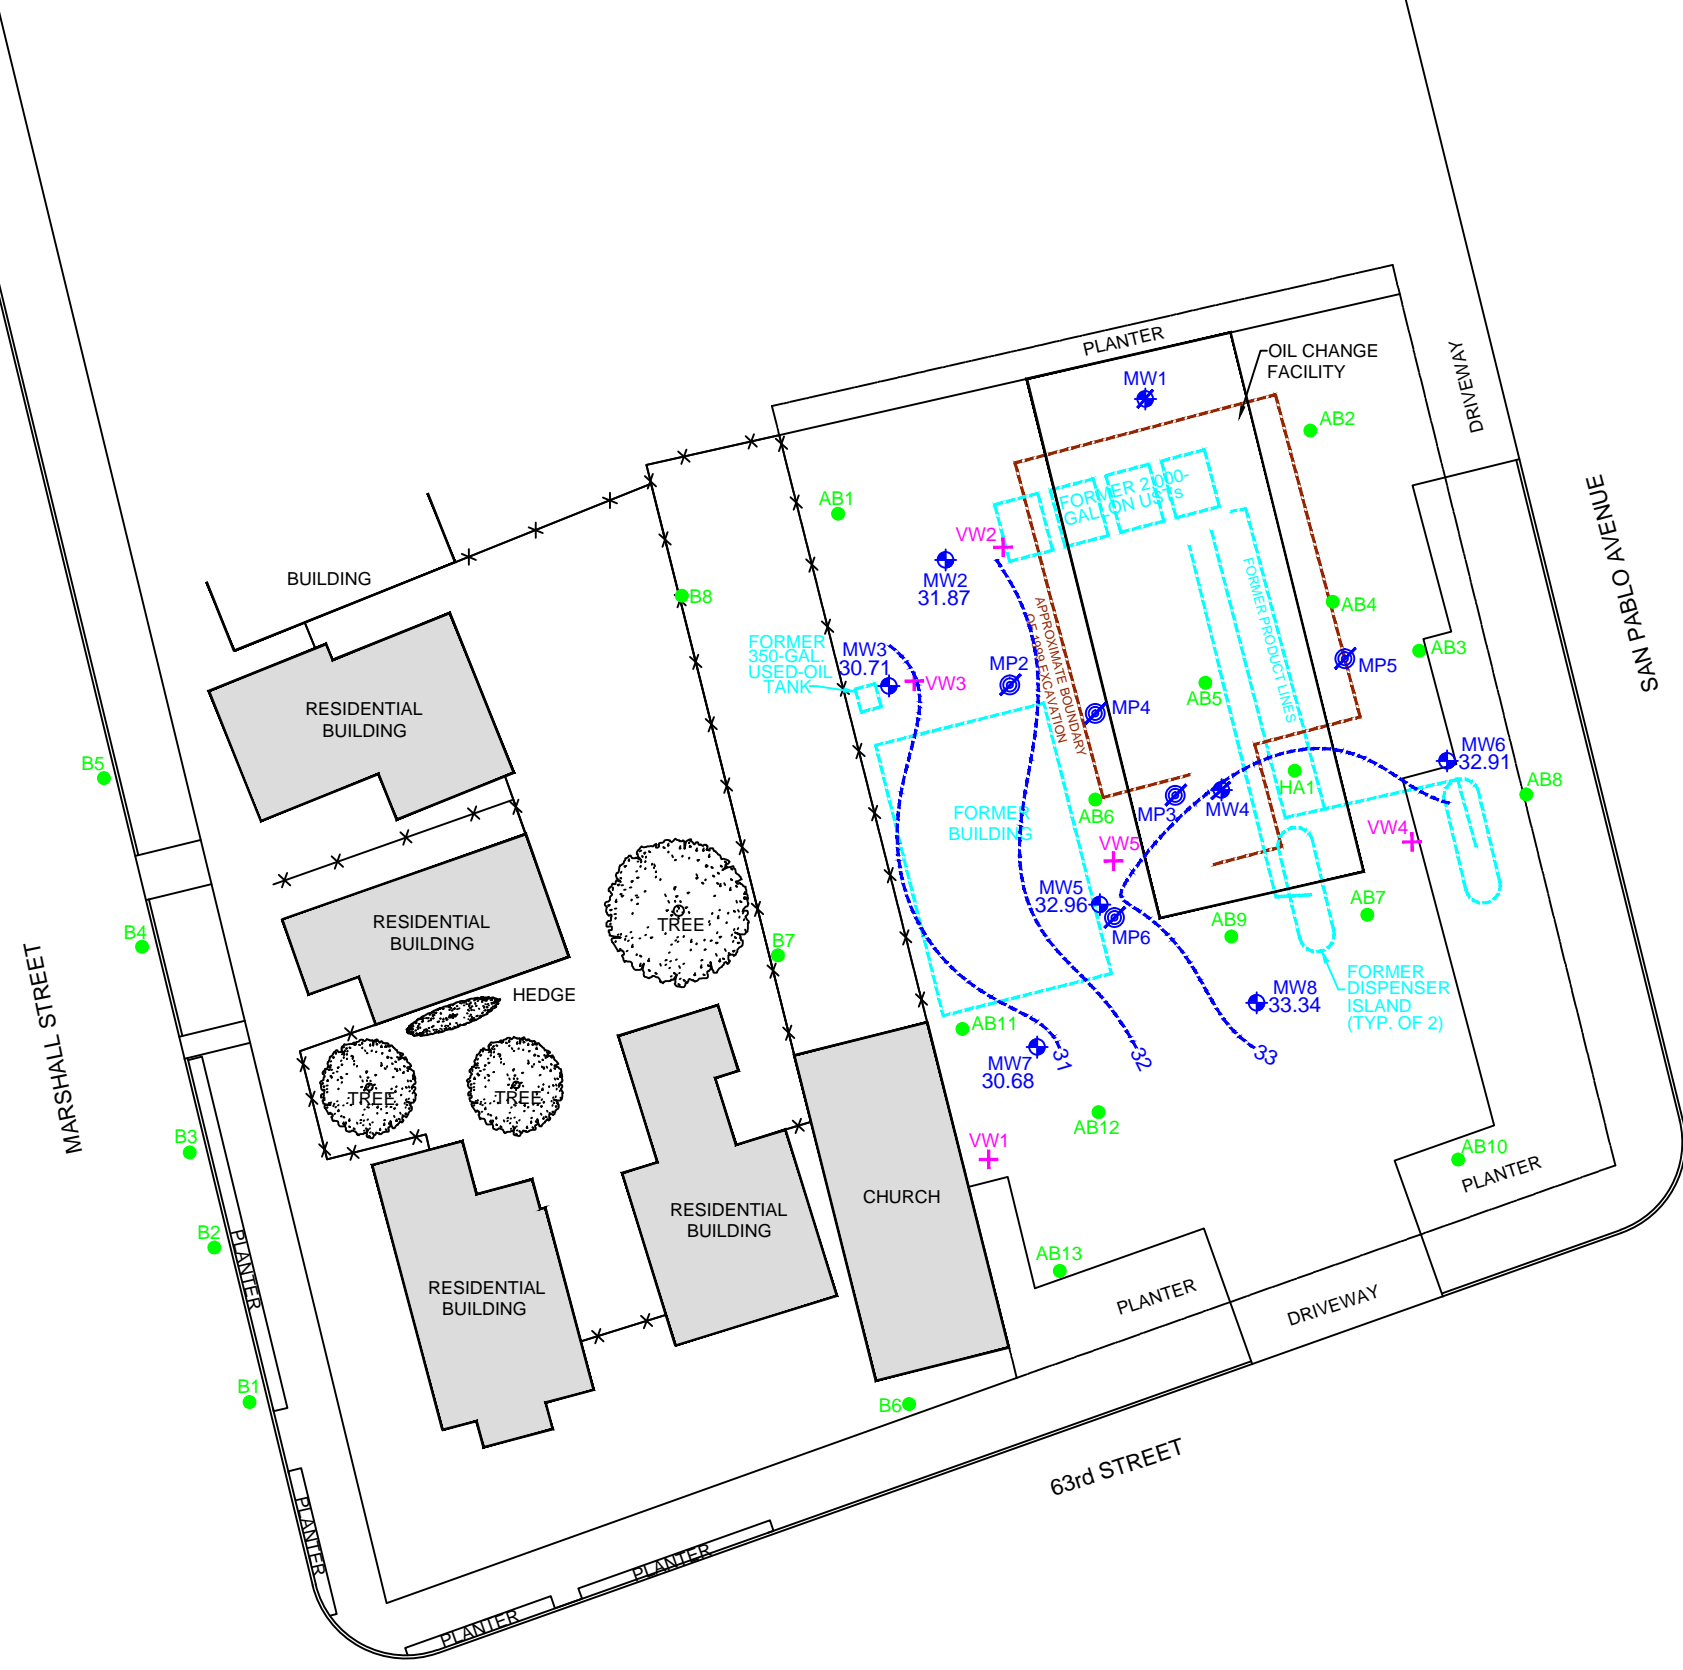 PLANTER
OIL CHANGE
FACILITY
DRIVEWAY
MW1
AB2
SAN PABLO AVENUE
AB1
FORMER 2,000-
GALLON USTs
VW2
MW2
31.87
BUILDING
B8
FORMER PRODUCT LINES
APPROXIMATE BOUNDARY
OF 1989 EXCAVATION
AB4
AB3
FORMER
350-GAL.
USED-OIL
TANK
MW3
30.71
VW3
MP2
MP4
AB5
MP5
RESIDENTIAL
BUILDING
B5
MW6
32.91
AB8
HA1
MW4
MP3
AB6
FORMER
BUILDING
VW5
VW4
MW5
32.96
MP6
AB9
AB7
RESIDENTIAL
BUILDING
TREE
B7
B4
MARSHALL STREET
HEDGE
FORMER
DISPENSER
ISLAND
(TYP. OF 2)
MW8
33.34
AB11
MW7
30.68
31
32
33
TREE
TREE
B3
AB12
VW1
AB10
PLANTER
CHURCH
RESIDENTIAL
BUILDING
B2
PLANTER
AB13
PLANTER
DRIVEWAY
RESIDENTIAL
BUILDING
B1
B6
63rd STREET
PLANTER
PLANTER
PLANTER